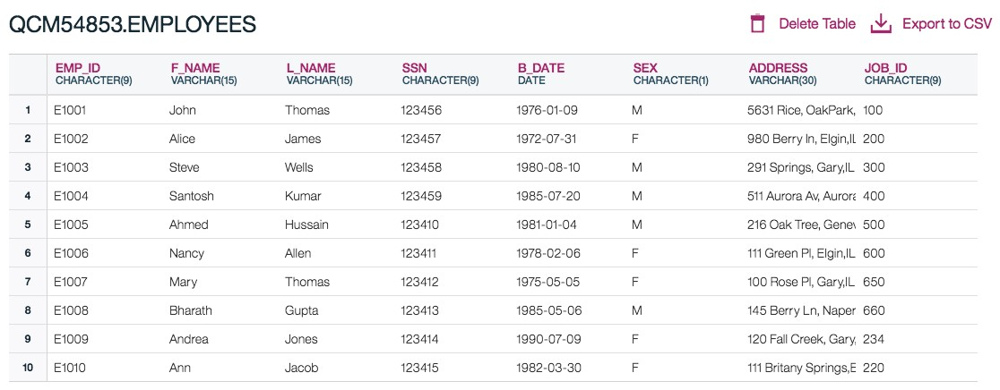 QCM54853.EMPLOYEES Delete Table Export to CSV
EMP_ID F_NAME L_NAME SSN B_DATE SEX ADDRESS JOB_ID
CHARACTER(9) VARCHAR(15) VARCHAR(15) CHARACTER(9) DATE CHARACTER(1) VARCHAR(30) CHARACTER(9)
1 E1001 John Thomas 123456 1976-01-09 M 5631 Rice, OakPark, 100
2 E1002 Alice James 123457 1972-07-31 F 980 Berry ln, Elgin,IL 200
3 E1003 Steve Wells 123458 1980-08-10 M 291 Springs, Gary,IL 300
4 E1004 Santosh Kumar 123459 1985-07-20 M 511 Aurora Av, Aurora 400
5 E1005 Ahmed Hussain 123410 1981-01-04 M 216 Oak Tree, Genev 500
6 E1006 Nancy Allen 123411 1978-02-06 F 111 Green Pl, Elgin,IL 600
7 E1007 Mary Thomas 123412 1975-05-05 F 100 Rose Pl, Gary,IL 650
8 E1008 Bharath Gupta 123413 1985-05-06 M 145 Berry Ln, Naper 660
9 E1009 Andrea Jones 123414 1990-07-09 F 120 Fall Creek, Gary, 234
10 E1010 Ann Jacob 123415 1982-03-30 F 111 Britany Springs,E 220